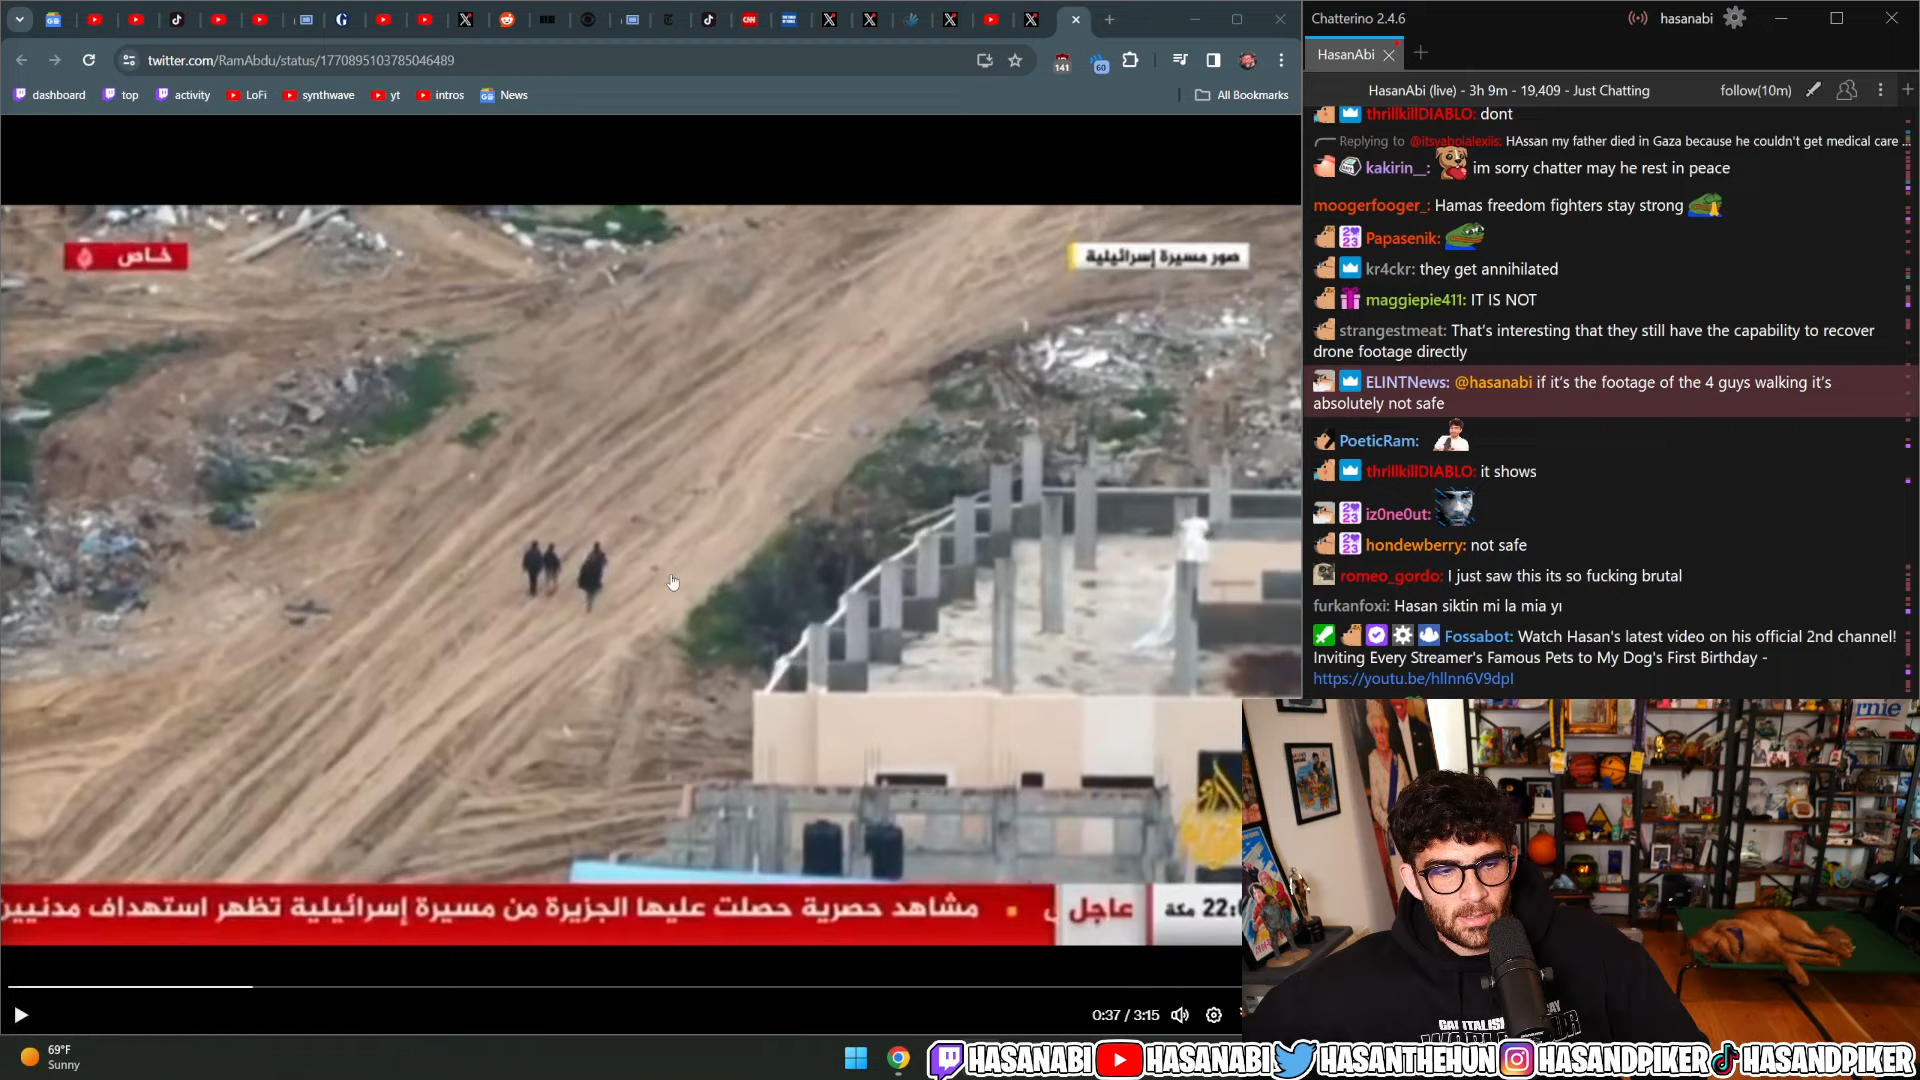 twitter.com/RamAbdu/status/1770895103785046489
141
60
dashboard
top
activity
LoFi
synthwave
yt
intros
News
All Bookmarks
خاص
صور مسيرة إسرائيلية
مشاهد حصرية حصلت عليها الجزيرة من مسيرة إسرائيلية تظهر استهداف مدنيين
عاجل
مكة
0:37 / 3:15
69°F
Sunny
Chatterino 2.4.6
hasanabi
HasanAbi
HasanAbi (live) - 3h 9m - 19,409 - Just Chatting
follow(10m)
thrillkillDIABLO: dont
Replying to @itsyaboialexiis: HAssan my father died in Gaza because he couldn't get medical care ...
kakirin__: im sorry chatter may he rest in peace
moogerfooger_: Hamas freedom fighters stay strong
Papasenik:
kr4ckr: they get annihilated
maggiepie411: IT IS NOT
strangestmeat: That's interesting that they still have the capability to recover
drone footage directly
ELINTNews: @hasanabi if it's the footage of the 4 guys walking it's
absolutely not safe
PoeticRam:
thrillkillDIABLO: it shows
iz0ne0ut:
hondewberry: not safe
romeo_gordo: I just saw this its so fucking brutal
furkanfoxi: Hasan siktin mi la mia yı
Fossabot: Watch Hasan's latest video on his official 2nd channel!
Inviting Every Streamer's Famous Pets to My Dog's First Birthday -
https://youtu.be/hllnn6V9dpI
HASANABI
HASANABI
HASANTHEHUN
HASANDPIKER
HASANDPIKER